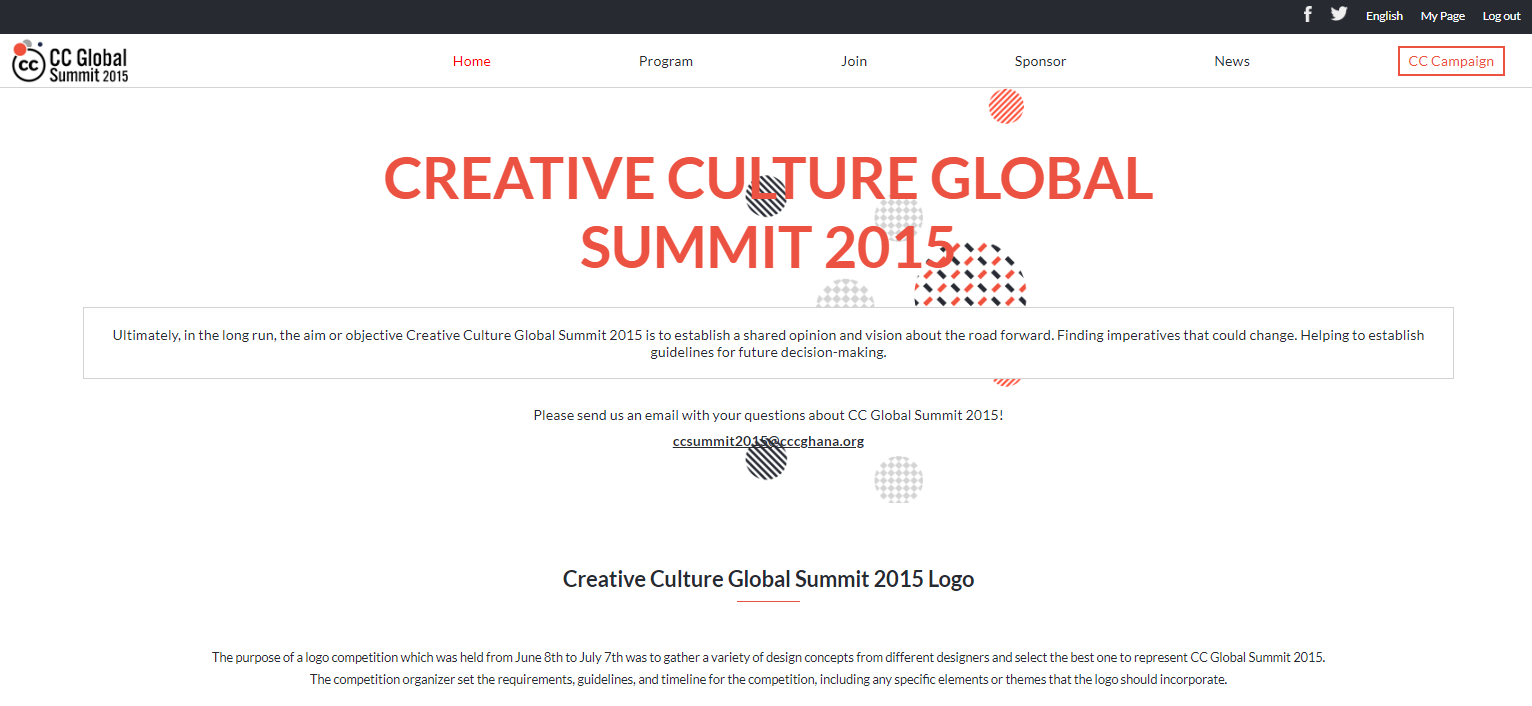 English My Page Log out
cc CC Global
Summit 2015
Home Program Join Sponsor News CC Campaign
CREATIVE CULTURE GLOBAL
SUMMIT 2015
Ultimately, in the long run, the aim or objective Creative Culture Global Summit 2015 is to establish a shared opinion and vision about the road forward. Finding imperatives that could change. Helping to establish
guidelines for future decision-making.
Please send us an email with your questions about CC Global Summit 2015!
ccsummit2015@cccghana.org
Creative Culture Global Summit 2015 Logo
The purpose of a logo competition which was held from June 8th to July 7th was to gather a variety of design concepts from different designers and select the best one to represent CC Global Summit 2015.
The competition organizer set the requirements, guidelines, and timeline for the competition, including any specific elements or themes that the logo should incorporate.